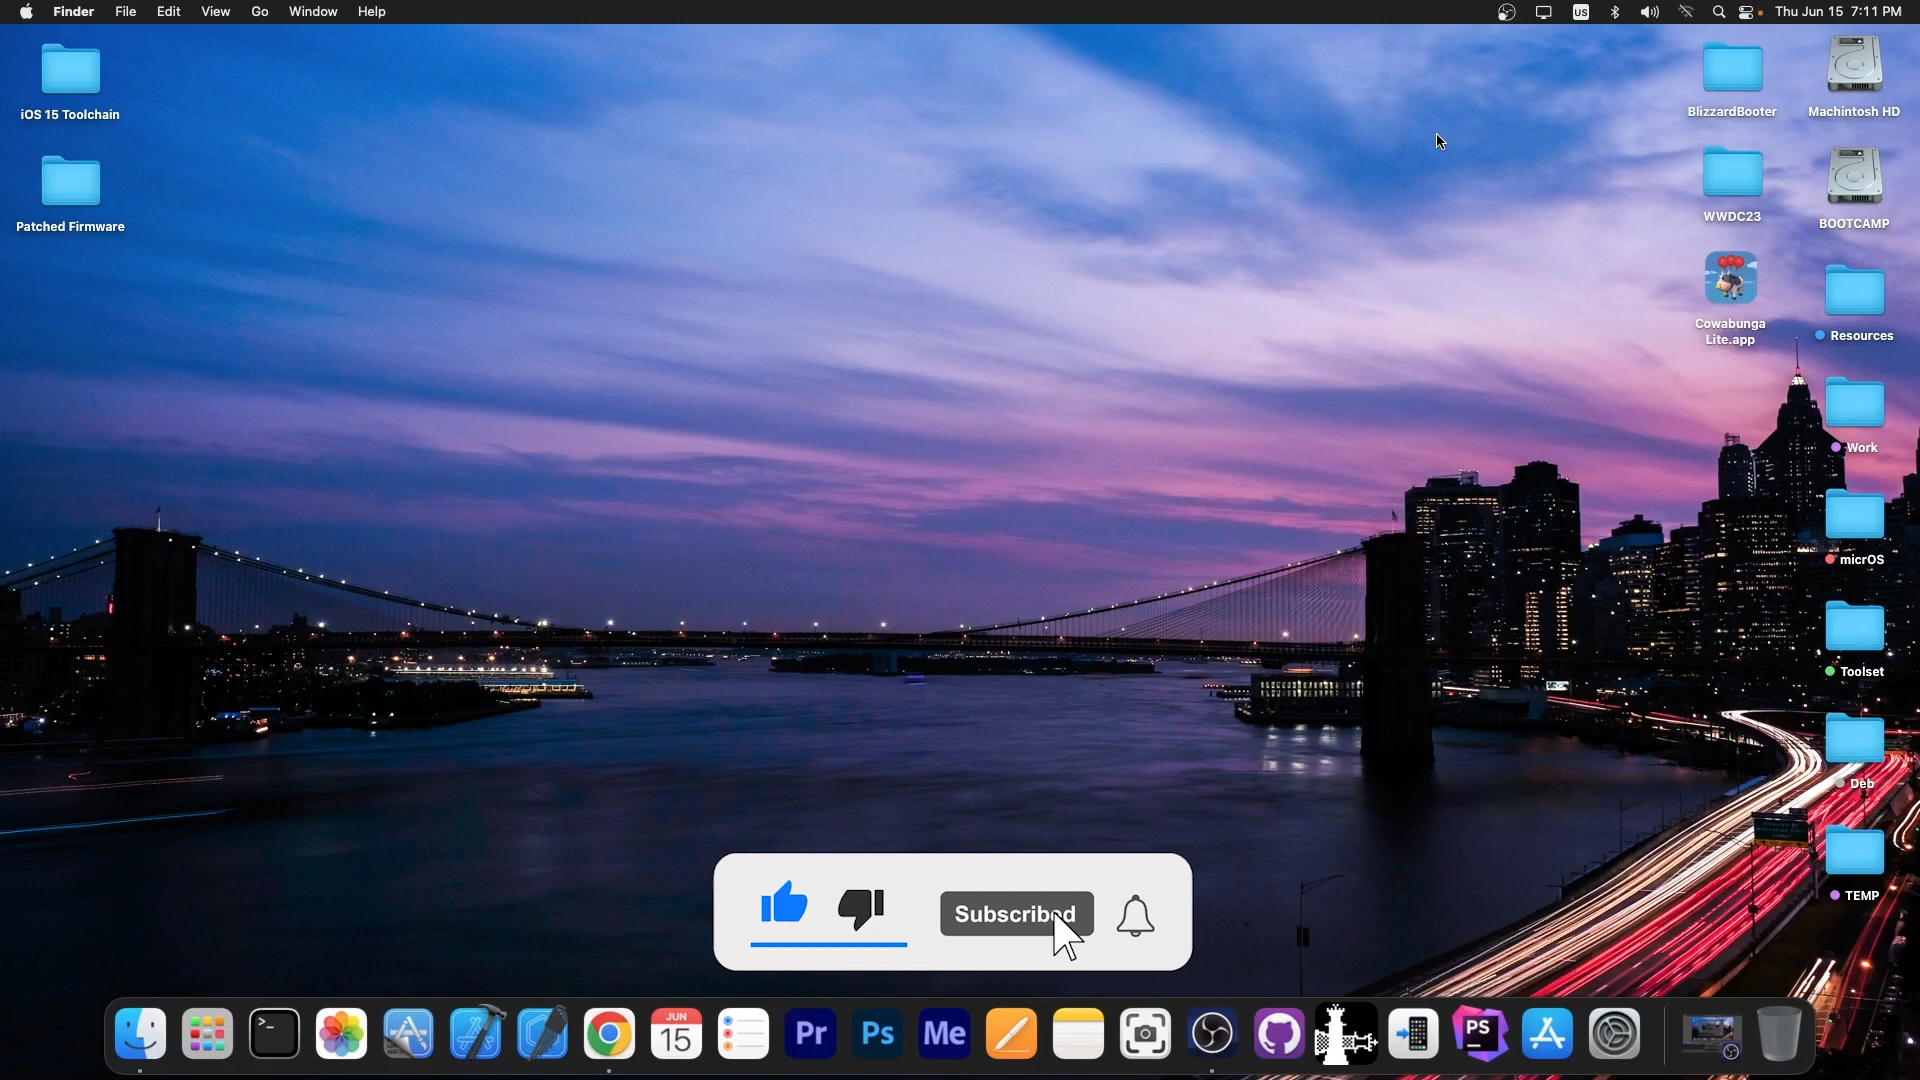 Finder File Edit View Go Window Help
US Thu Jun 15 7:11 PM
iOS 15 Toolchain
Patched Firmware
BlizzardBooter
Machintosh HD
WWDC23
BOOTCAMP
Cowabunga
Lite.app
Resources
Work
micrOS
Toolset
Deb
TEMP
Subscribed
>_
JUN
15
Pr
Ps
Me
PS